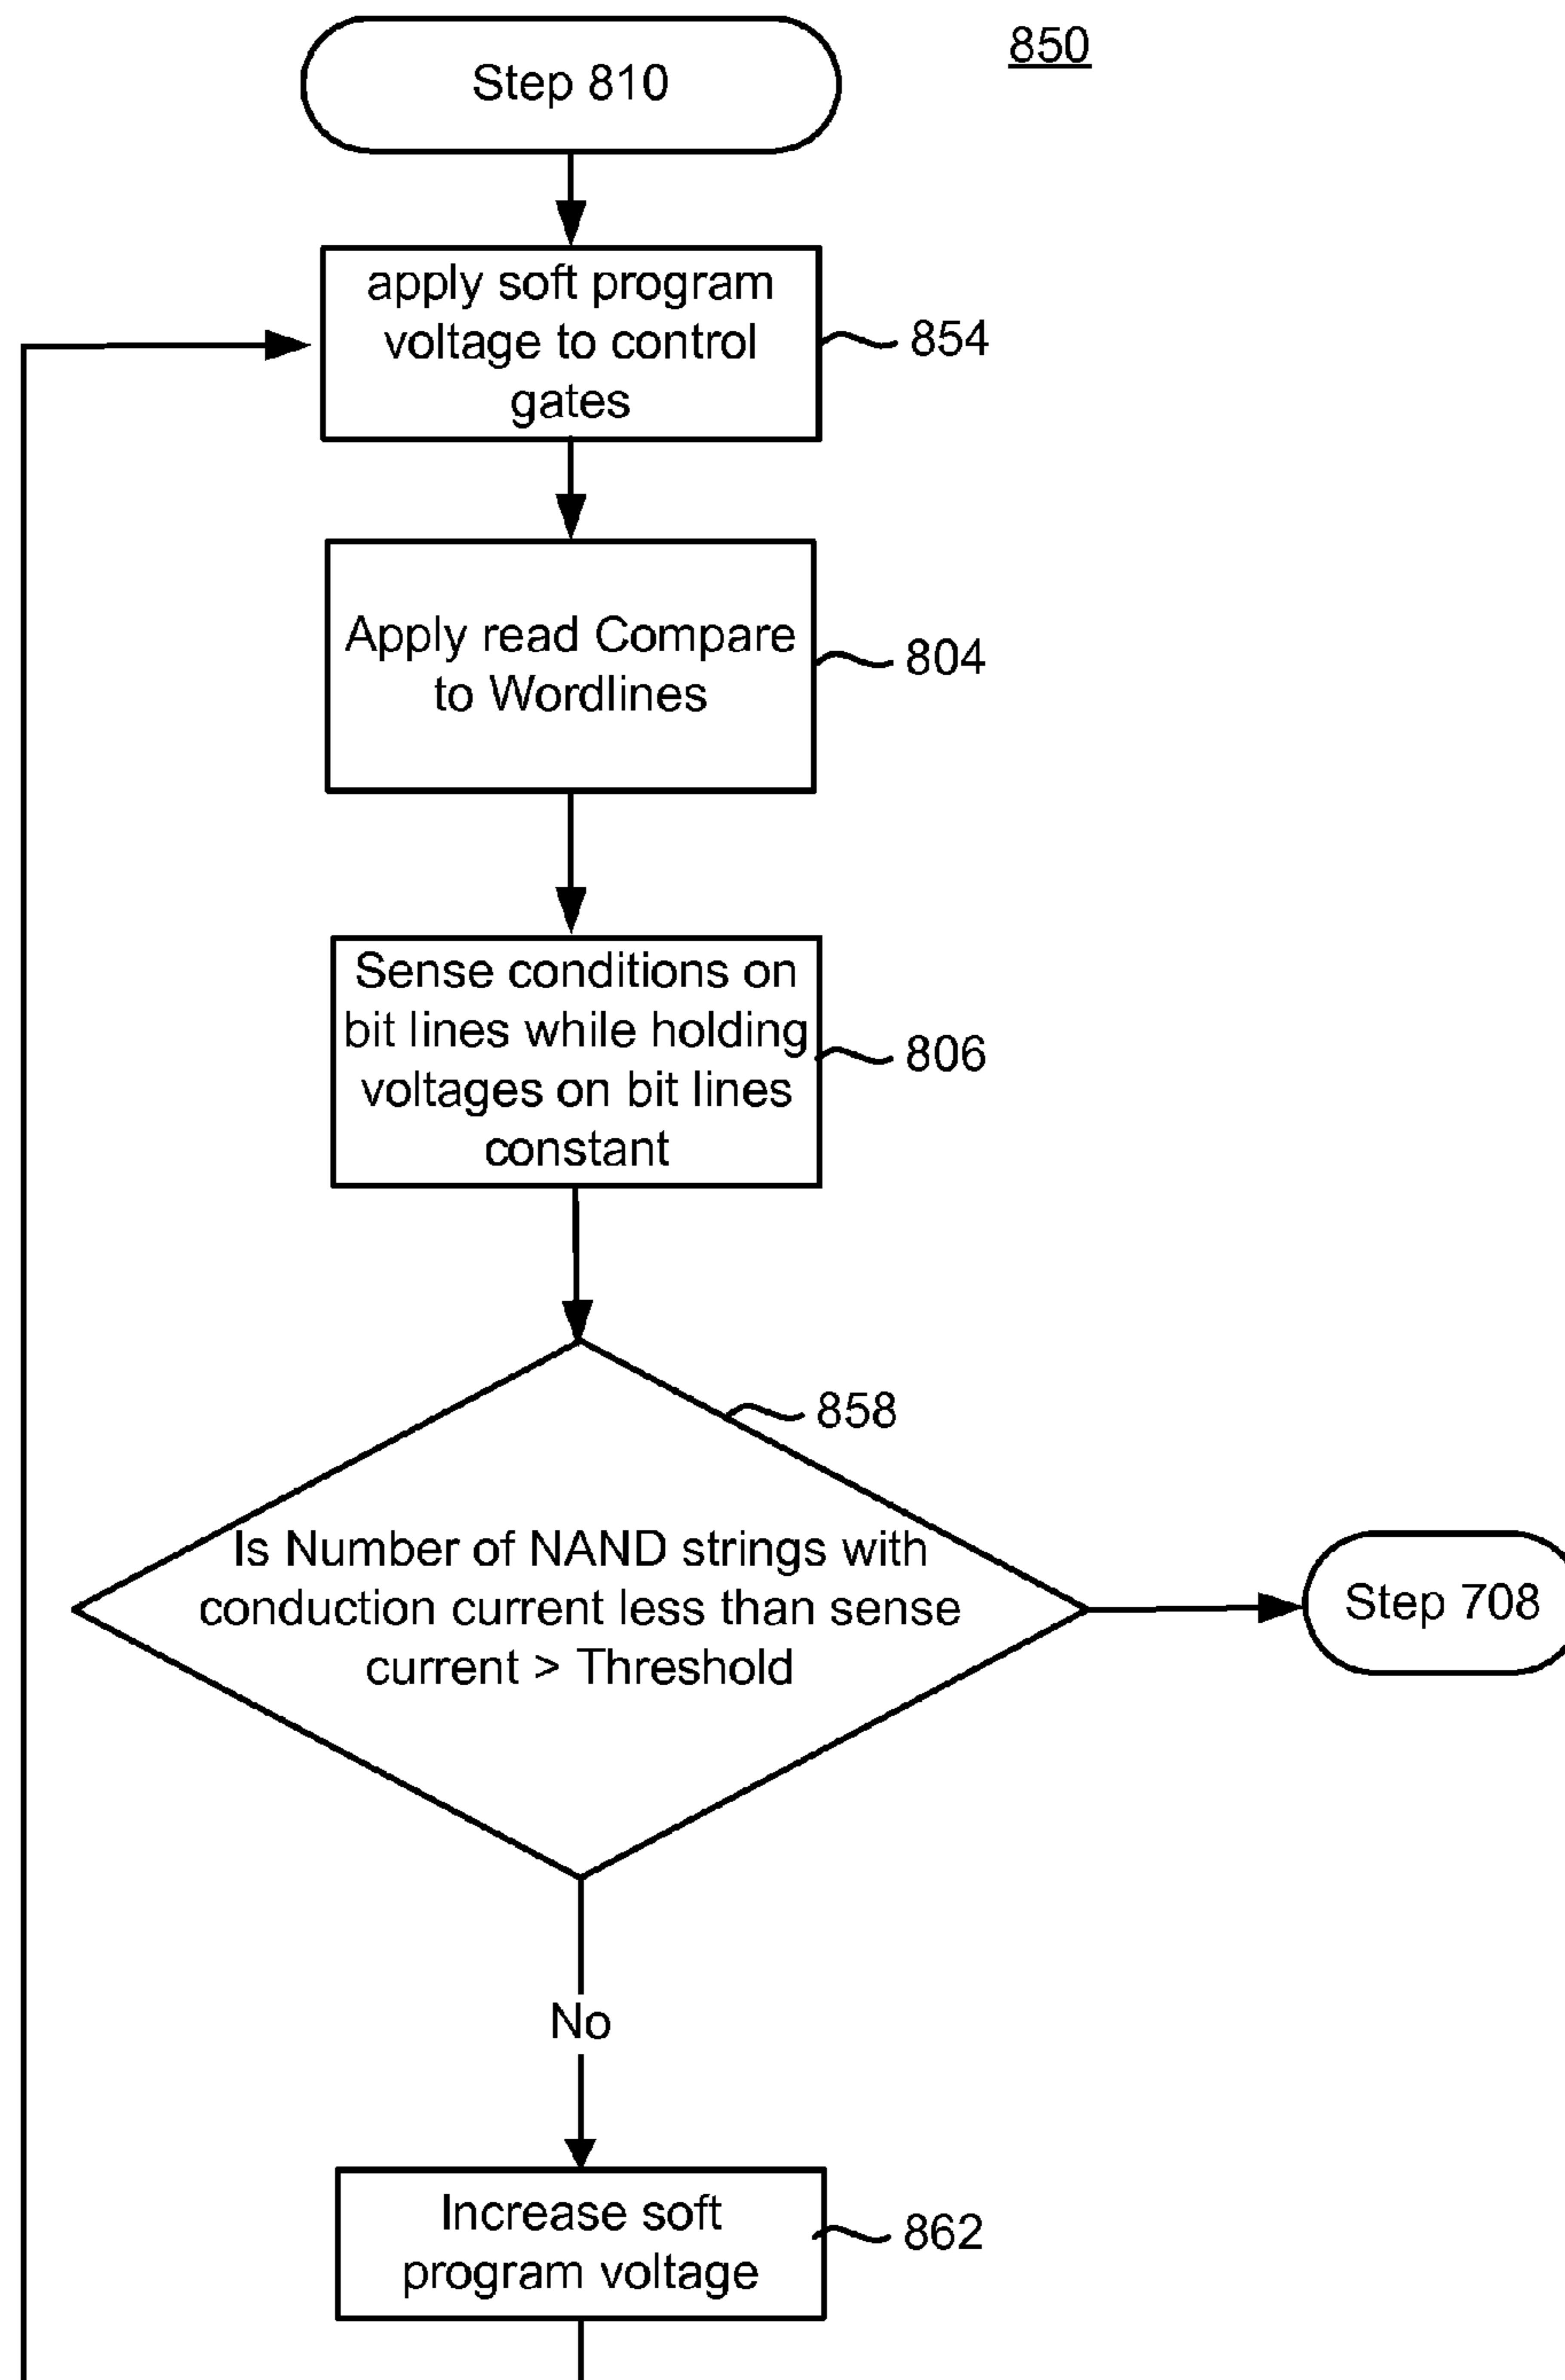 850
Step 810
apply soft program
voltage to control
gates
854
Apply read Compare
to Wordlines
804
Sense conditions on
bit lines while holding
voltages on bit lines
constant
806
858
Is Number of NAND strings with
conduction current less than sense
current > Threshold
Step 708
No
Increase soft
program voltage
862